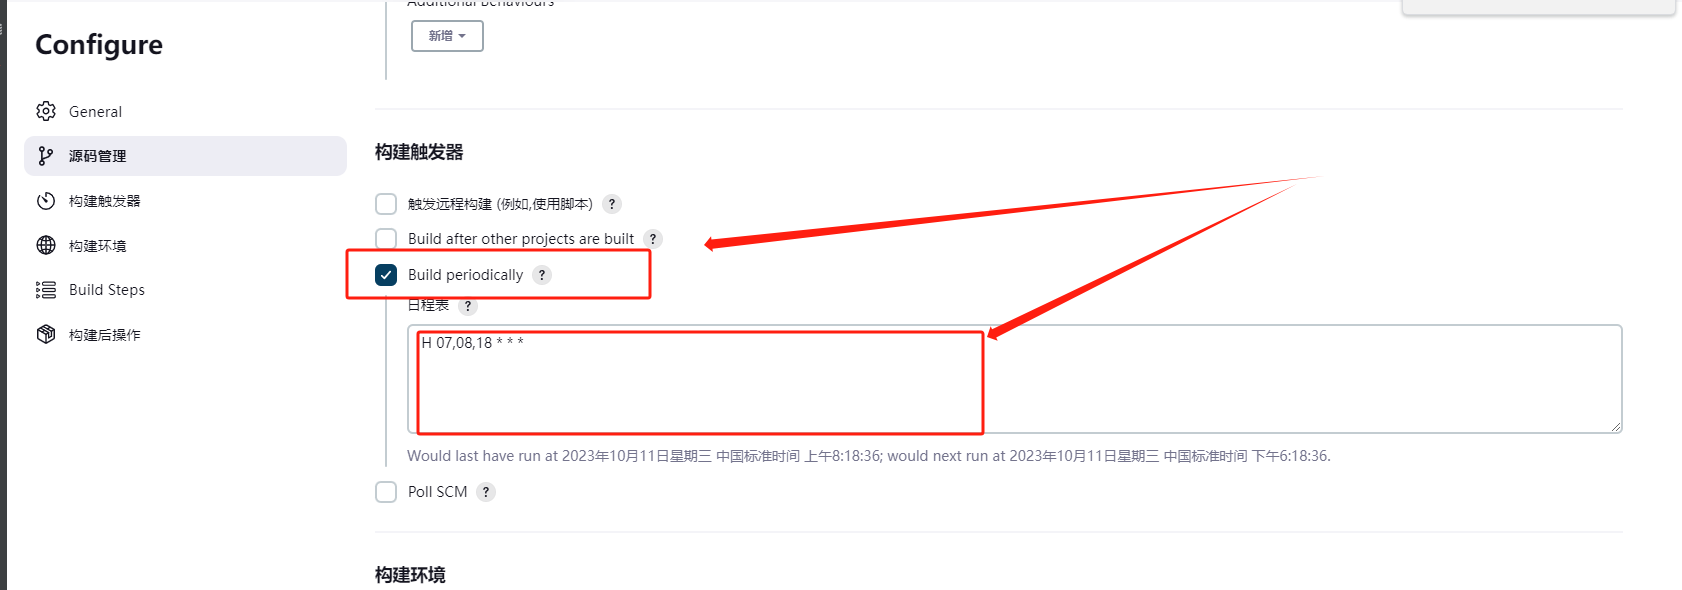 Additional Behaviours
新增
Configure
General
源码管理
构建触发器
构建环境
Build Steps
构建后操作
构建触发器
触发远程构建 (例如,使用脚本) ?
Build after other projects are built ?
Build periodically ?
日程表 ?
H 07,08,18 * * *
Would last have run at 2023年10月11日星期三 中国标准时间 上午8:18:36; would next run at 2023年10月11日星期三 中国标准时间 下午6:18:36.
Poll SCM ?
构建环境